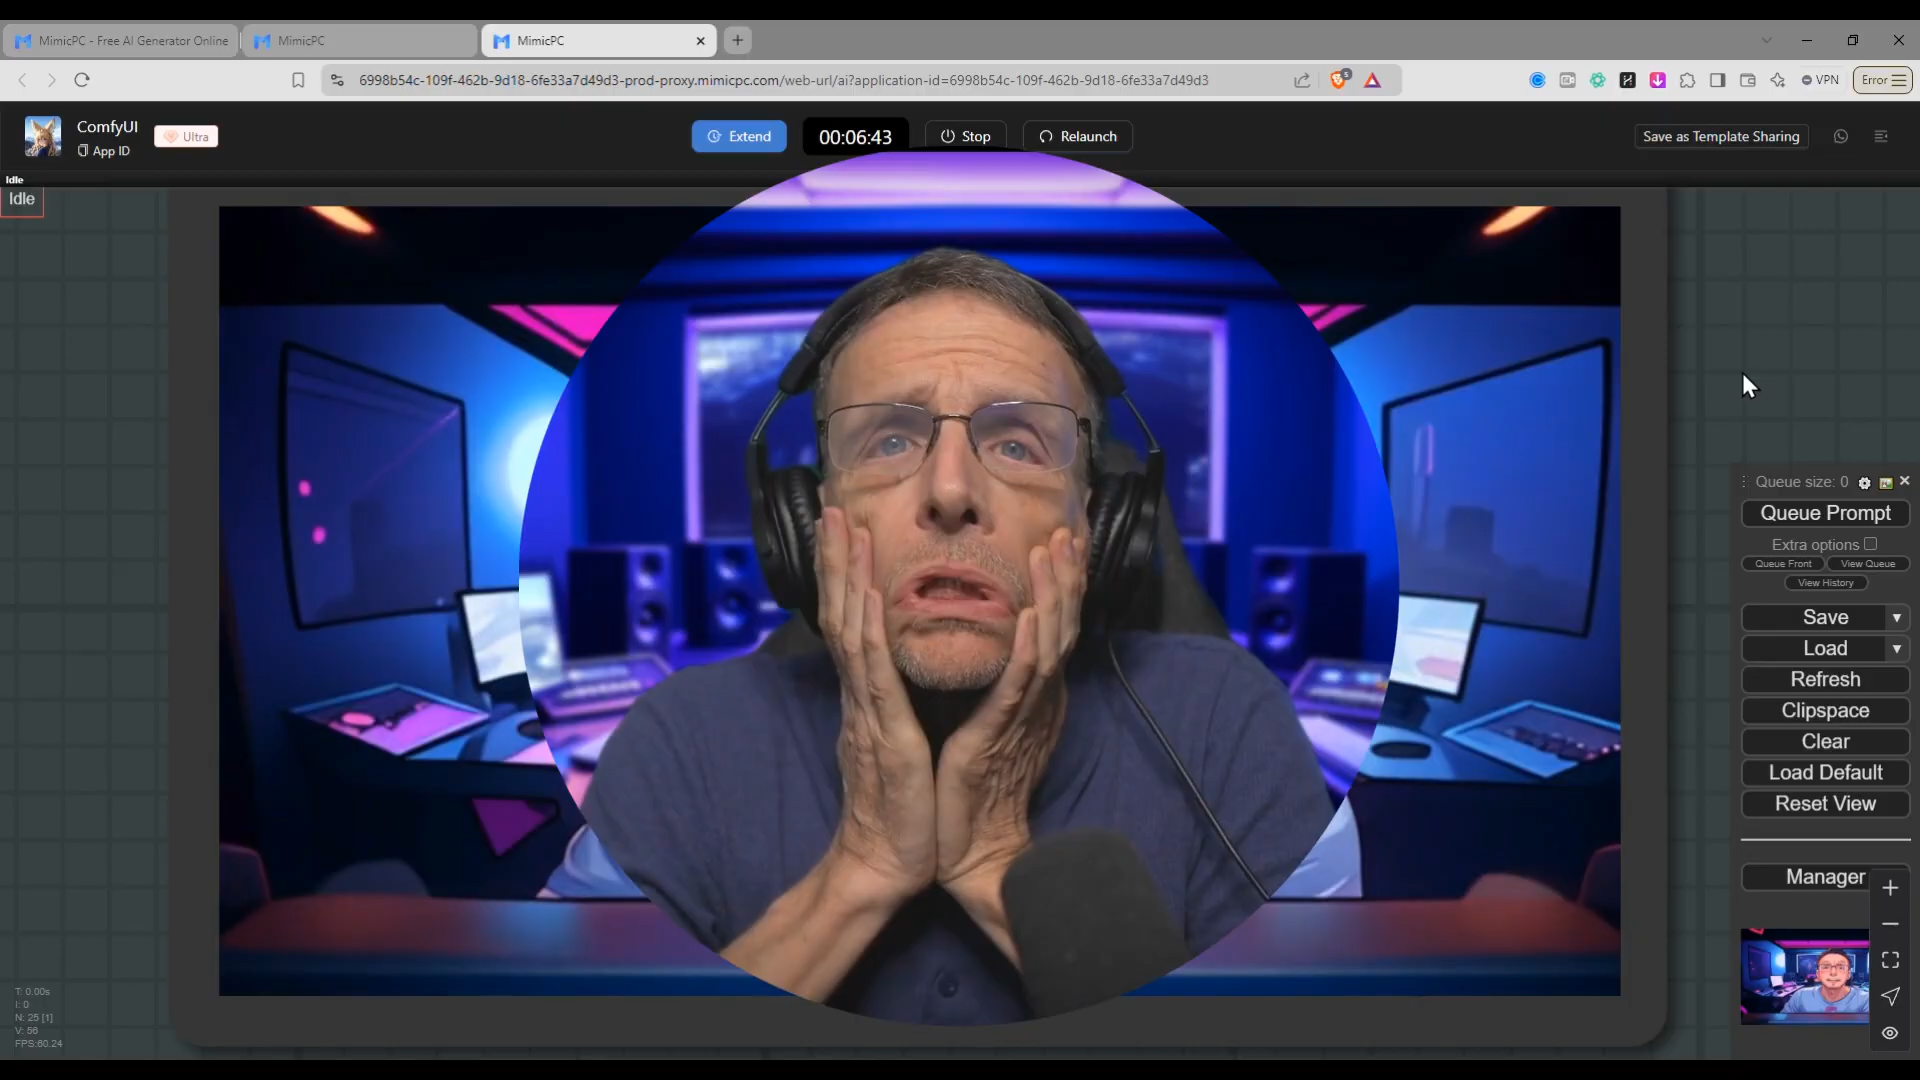 MimicPC - Free AI Generator Online
MimicPC
MimicPC
6998b54c-109f-462b-9d18-6fe33a7d49d3-prod-proxy.mimicpc.com/web-url/ai?application-id=6998b54c-109f-462b-9d18-6fe33a7d49d3
5
VPN
Error
ComfyUI
App ID
Ultra
Extend
00:06:43
Stop
Relaunch
Save as Template Sharing
Idle
Idle
Queue size: 0
Queue Prompt
Extra options
Queue Front
View Queue
View History
Save
Load
Refresh
Clipspace
Clear
Load Default
Reset View
Manager
T: 0.00s
I: 0
N: 25 [1]
V: 56
FPS:60.24